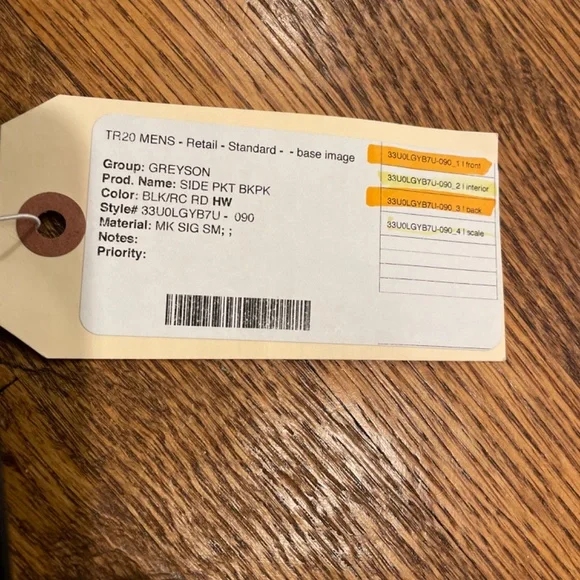 TR20 MENS - Retail - Standard - - base image
Group: GREYSON
Prod. Name: SIDE PKT BKPK
Color: BLK/RC RD HW
Style# 33U0LGYB7U - 090
Material: MK SIG SM; ;
Notes:
Priority:
33U0LGYB7U-090_1 | front
33U0LGYB7U-090_2 | interior
33U0LGYB7U-090_3 | back
33U0LGYB7U-090_4 | scale